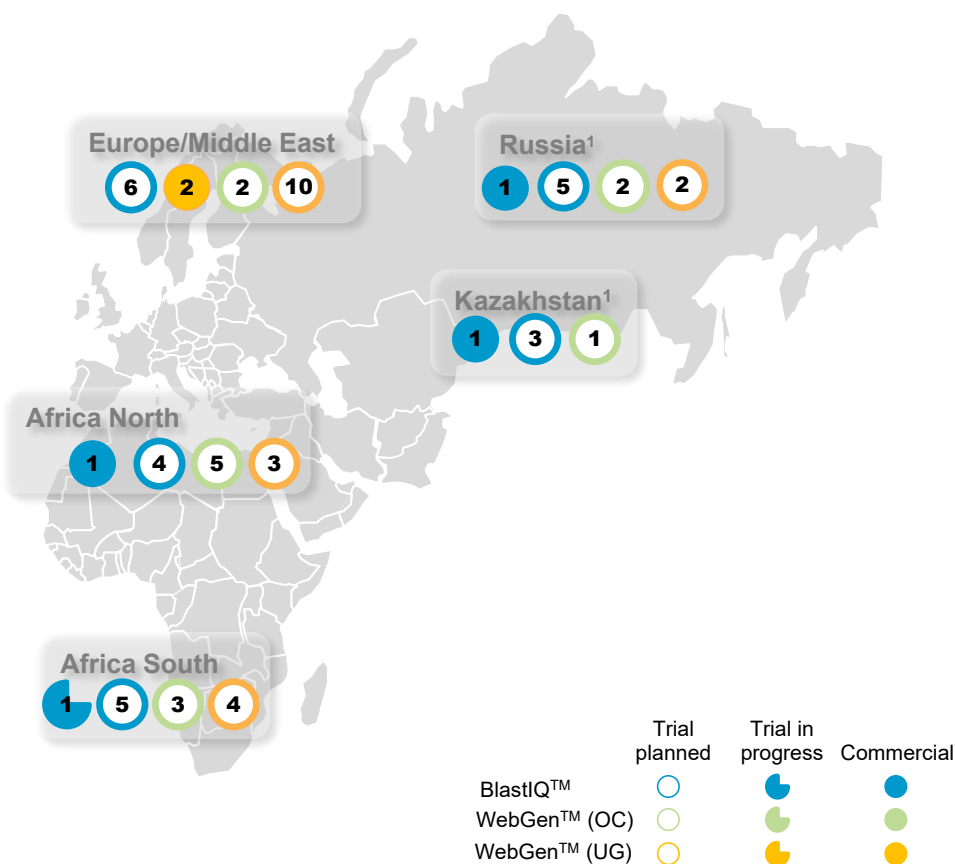 Europe/Middle East
6 2 2 10
Russia¹
1 5 2 2
Kazakhstan¹
1 3 1
Africa North
1 4 5 3
Africa South
1 5 3 4
Trial planned
Trial in progress
Commercial
BlastIQ™
WebGen™ (OC)
WebGen™ (UG)